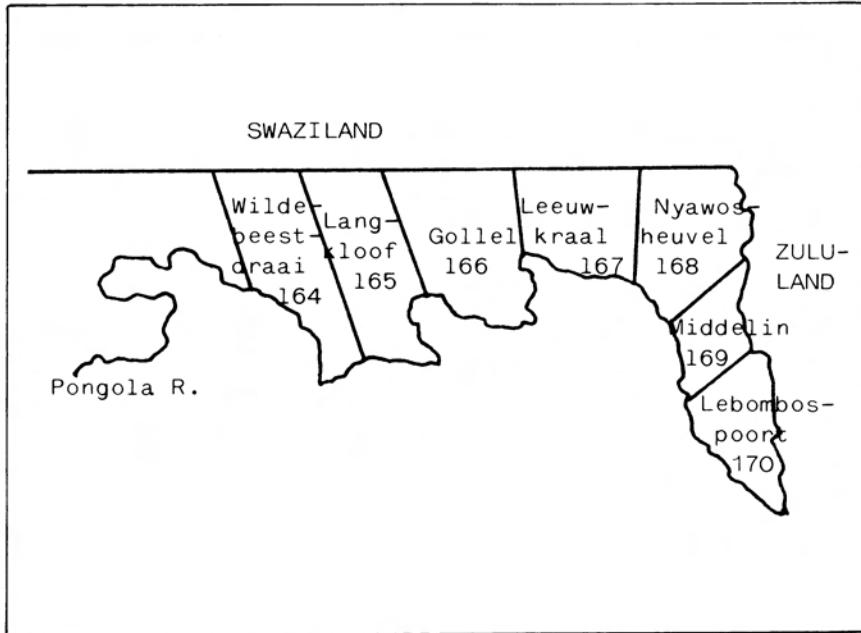 SWAZILAND
Wilde-
beest-
draai
164
Lang-
kloof
165
Gollel
166
Leeuw-
kraal
167
Nyawos-
heuvel
168
ZULU-
LAND
Middelin
169
Lebombos-
poort
170
Pongola R.